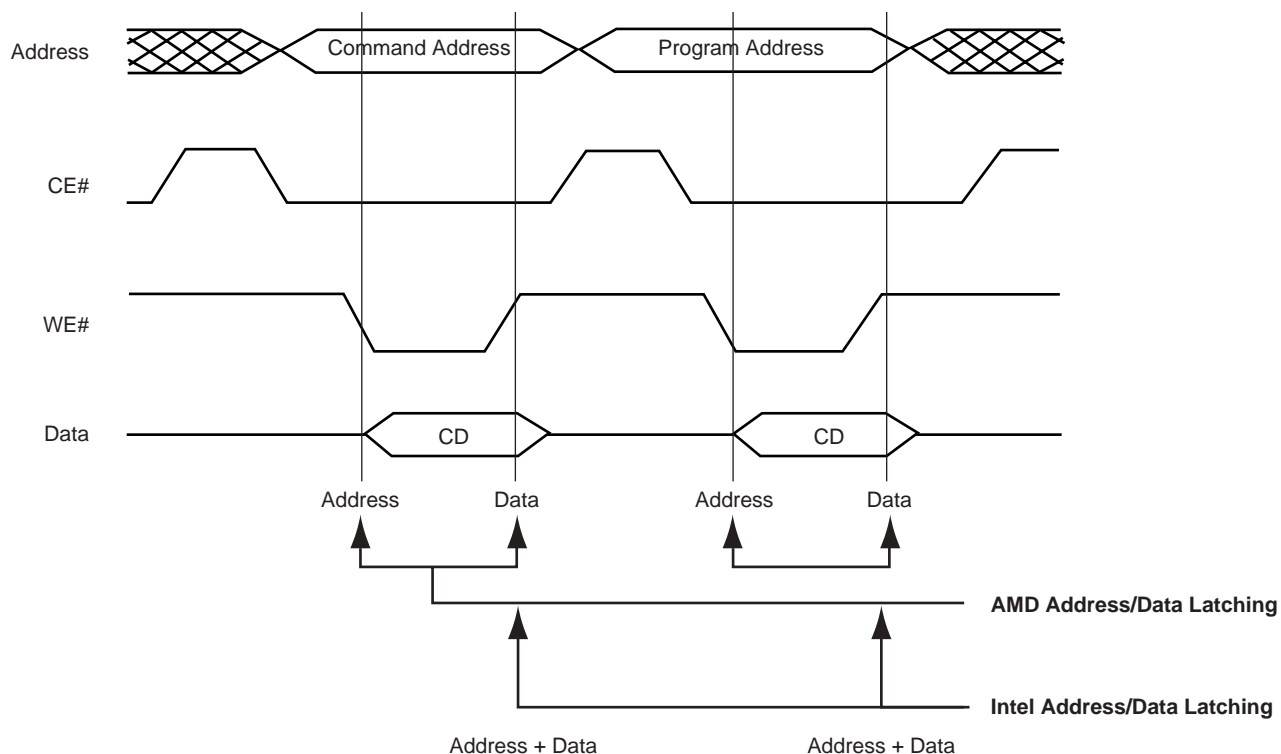 Address
Command Address
Program Address
CE#
WE#
Data
CD
CD
Address
Data
Address
Data
AMD Address/Data Latching
Intel Address/Data Latching
Address + Data
Address + Data